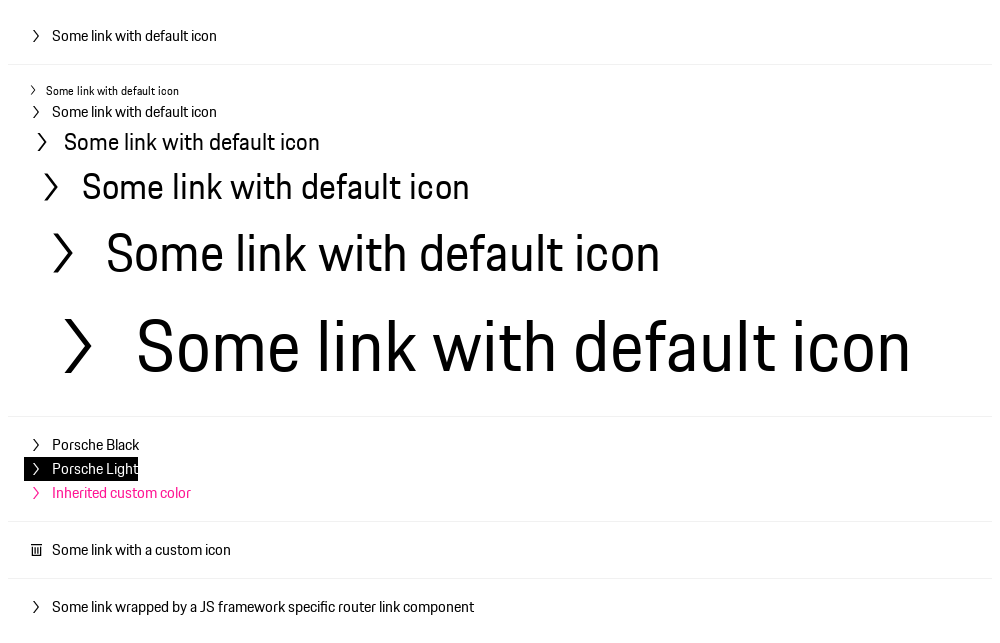 Some link with default icon
Some link with default icon
Some link with default icon
Some link with default icon
Some link with default icon
Some link with default icon
Some link with default icon
Porsche Black
Porsche Light
Inherited custom color
Some link with a custom icon
Some link wrapped by a JS framework specific router link component